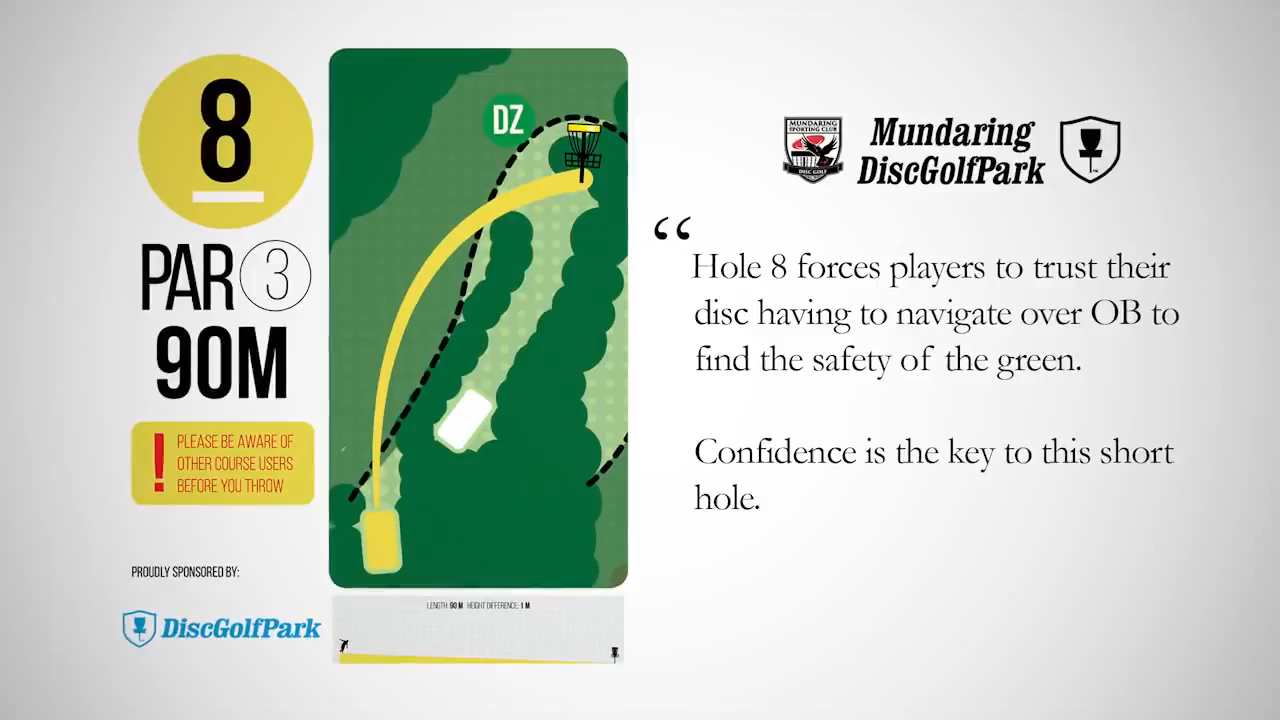 8
PAR 3
90M
! PLEASE BE AWARE OF
OTHER COURSE USERS
BEFORE YOU THROW
PROUDLY SPONSORED BY:
DiscGolfPark
DZ
LENGTH: 90 M HEIGHT DIFFERENCE: 1 M
MUNDARING
SPORTING CLUB
DISC GOLF
Mundaring
DiscGolfPark
“
Hole 8 forces players to trust their
disc having to navigate over OB to
find the safety of the green.
Confidence is the key to this short
hole.